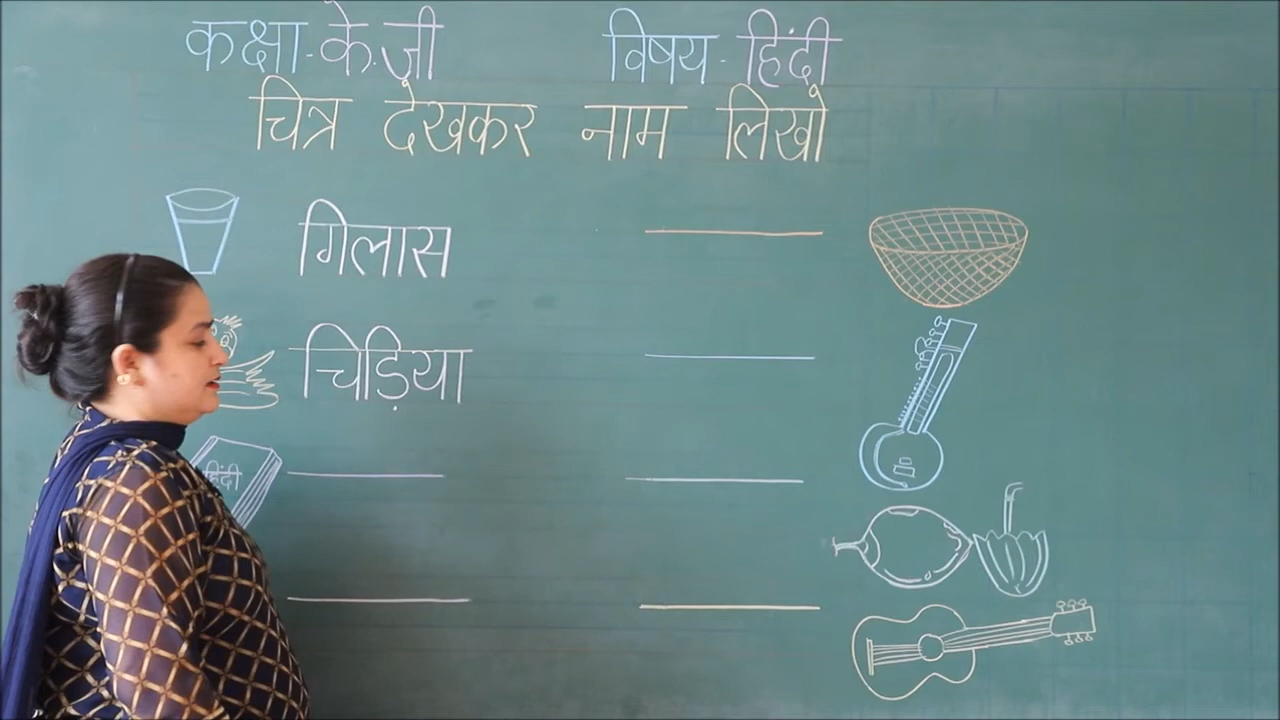 कक्षा-के.जी विषय-हिंदी
चित्र देखकर नाम लिखो
गिलास
चिड़िया
हिंदी